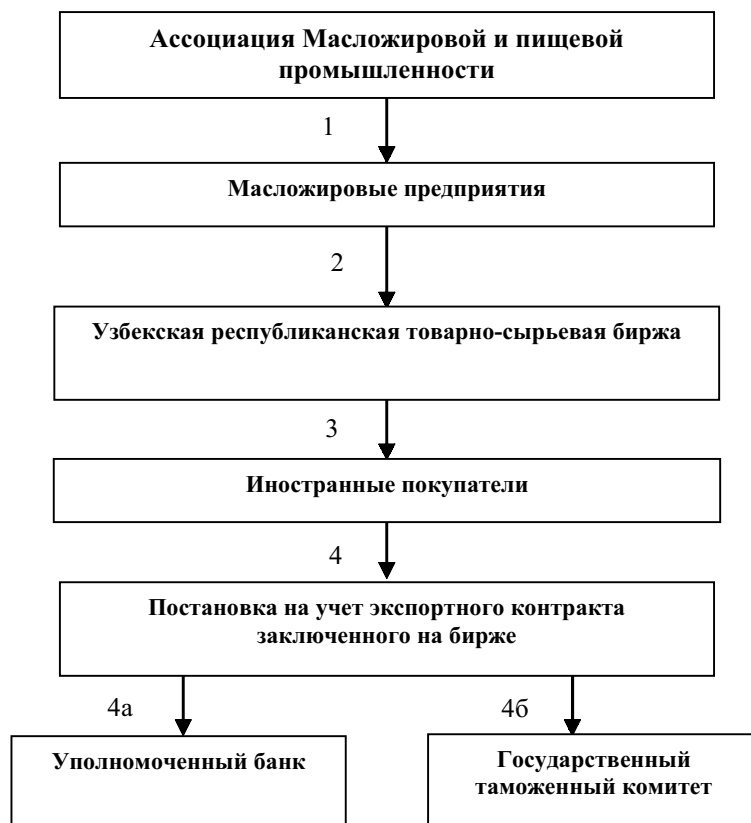 Ассоциация Масложировой и пищевой
промышленности
1
Масложировые предприятия
2
Узбекская республиканская товарно-сырьевая биржа
3
Иностранные покупатели
4
Постановка на учет экспортного контракта
заключенного на бирже
4а
4б
Уполномоченный банк
Государственный
таможенный комитет